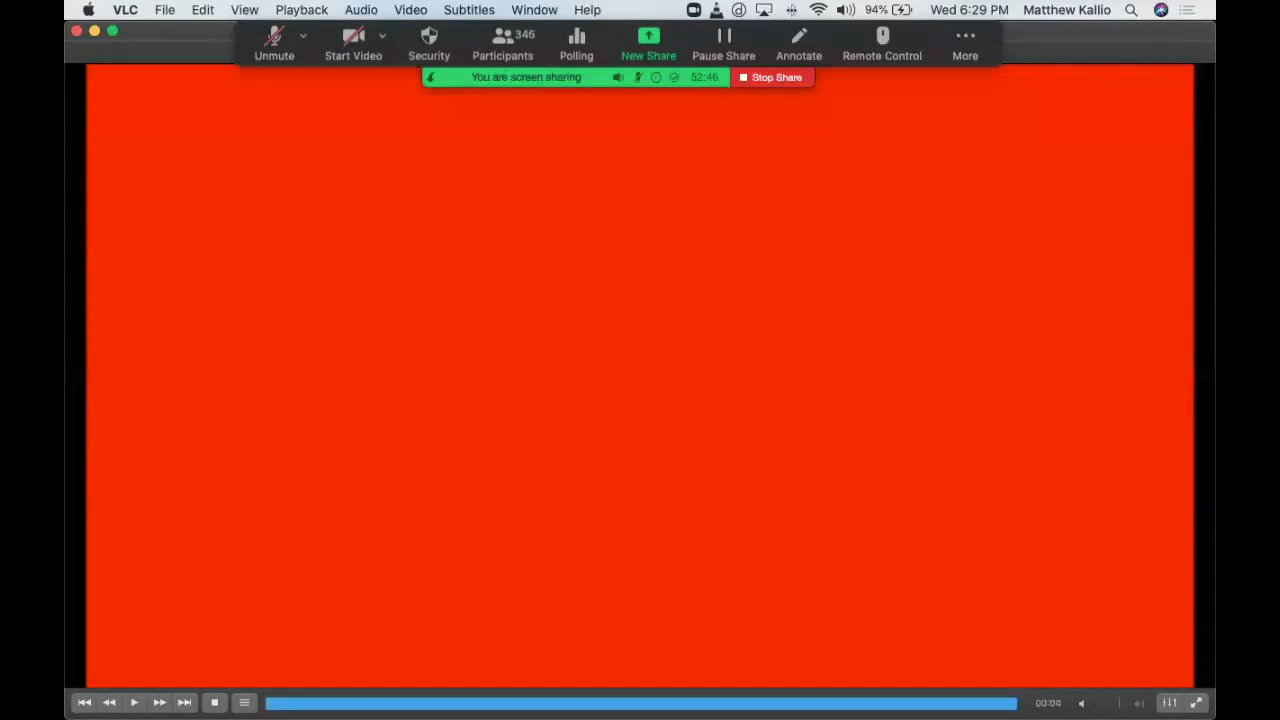 VLC File Edit View Playback Audio Video Subtitles Window Help 94% Wed 6:29 PM Matthew Kallio
346
Unmute Start Video Security Participants Polling New Share Pause Share Annotate Remote Control More
You are screen sharing 52:46 Stop Share
00:04